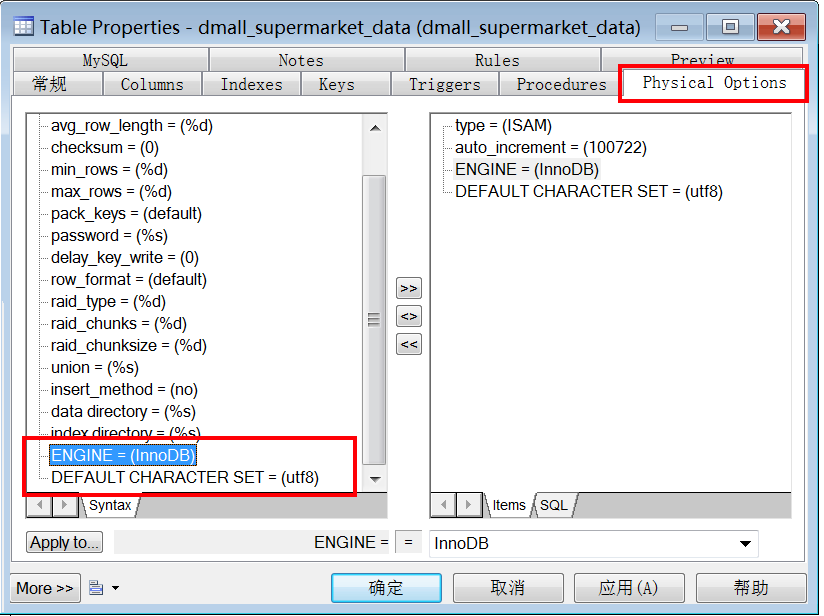 Table Properties - dmall_supermarket_data (dmall_supermarket_data)
MySQL Notes Rules Preview
常规 Columns Indexes Keys Triggers Procedures Physical Options
avg_row_length = (%d)
checksum = (0)
min_rows = (%d)
max_rows = (%d)
pack_keys = (default)
password = (%s)
delay_key_write = (0)
row_format = (default)
raid_type = (%d)
raid_chunks = (%d)
raid_chunksize = (%d)
union = (%s)
insert_method = (no)
data directory = (%s)
index directory = (%s)
ENGINE = (InnoDB)
DEFAULT CHARACTER SET = (utf8)
Syntax
>>
<>
<<
type = (ISAM)
auto_increment = (100722)
ENGINE = (InnoDB)
DEFAULT CHARACTER SET = (utf8)
Items SQL
Apply to... ENGINE = = InnoDB
More >> 确定 取消 应用(A) 帮助